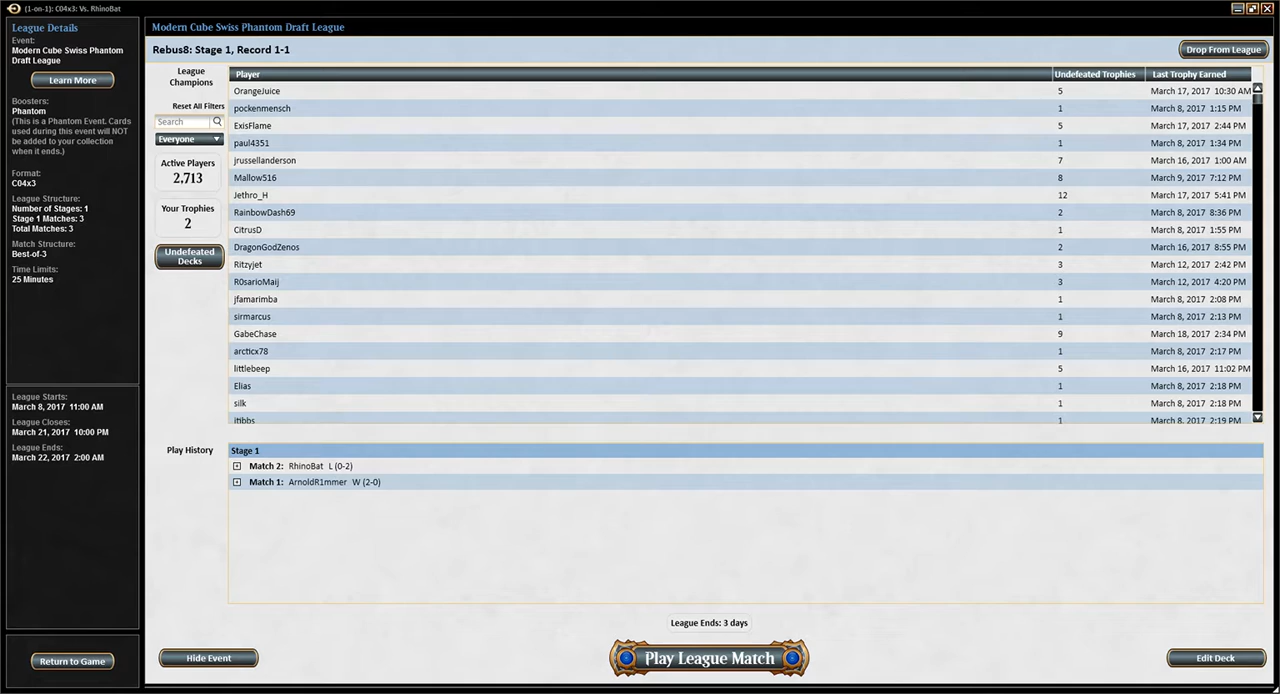 (1-on-1): C04x3: Vs. RhinoBat
League Details
Event:
Modern Cube Swiss Phantom
Draft League
Learn More
Boosters:
Phantom
(This is a Phantom Event. Cards
used during this event will NOT
be added to your collection
when it ends.)
Format:
C04x3
League Structure:
Number of Stages: 1
Stage 1 Matches: 3
Total Matches: 3
Match Structure:
Best-of-3
Time Limits:
25 Minutes
League Starts:
March 8, 2017 11:00 AM
League Closes:
March 21, 2017 10:00 PM
League Ends:
March 22, 2017 2:00 AM
Return to Game
Modern Cube Swiss Phantom Draft League
Rebus8: Stage 1, Record 1-1
Drop From League
League
Champions
Reset All Filters
Search
Everyone
Active Players
2,713
Your Trophies
2
Undefeated
Decks
Player Undefeated Trophies Last Trophy Earned
OrangeJuice 5 March 17, 2017 10:30 AM
pockenmensch 1 March 8, 2017 1:15 PM
ExisFlame 5 March 17, 2017 2:44 PM
paul4351 1 March 8, 2017 1:34 PM
jrussellanderson 7 March 16, 2017 1:00 AM
Mallow516 8 March 9, 2017 7:12 PM
Jethro_H 12 March 17, 2017 5:41 PM
RainbowDash69 2 March 8, 2017 8:36 PM
CitrusD 1 March 8, 2017 1:55 PM
DragonGodZenos 2 March 16, 2017 8:55 PM
Ritzyjet 3 March 12, 2017 2:42 PM
R0sarioMaij 3 March 12, 2017 4:20 PM
jfamarimba 1 March 8, 2017 2:08 PM
sirmarcus 1 March 8, 2017 2:13 PM
GabeChase 9 March 18, 2017 2:34 PM
arcticx78 1 March 8, 2017 2:17 PM
littlebeep 5 March 16, 2017 11:02 PM
Elias 1 March 8, 2017 2:18 PM
silk 1 March 8, 2017 2:18 PM
itibbs 1 March 8, 2017 2:19 PM
Play History
Stage 1
Match 2: RhinoBat L (0-2)
Match 1: ArnoldR1mmer W (2-0)
League Ends: 3 days
Hide Event
Play League Match
Edit Deck